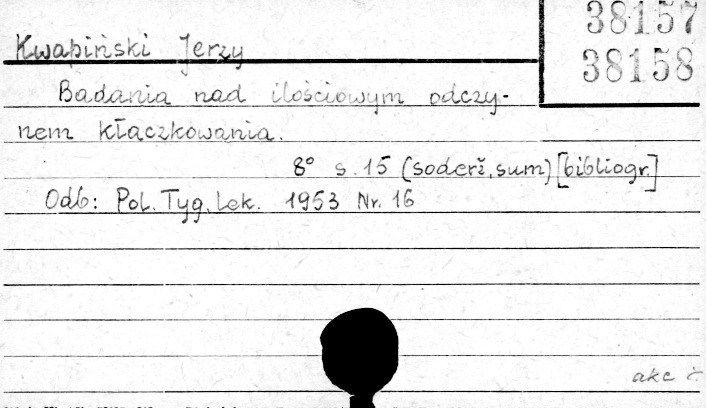 38157
38158
Kwapiński Jerzy
Badania nad ilościowym odczy-
nem kłaczkowania.
8° s. 15 (soderž, sum) [bibliogr.]
Odb: Pol. Tyg. Lek. 1953 Nr. 16
akc č.